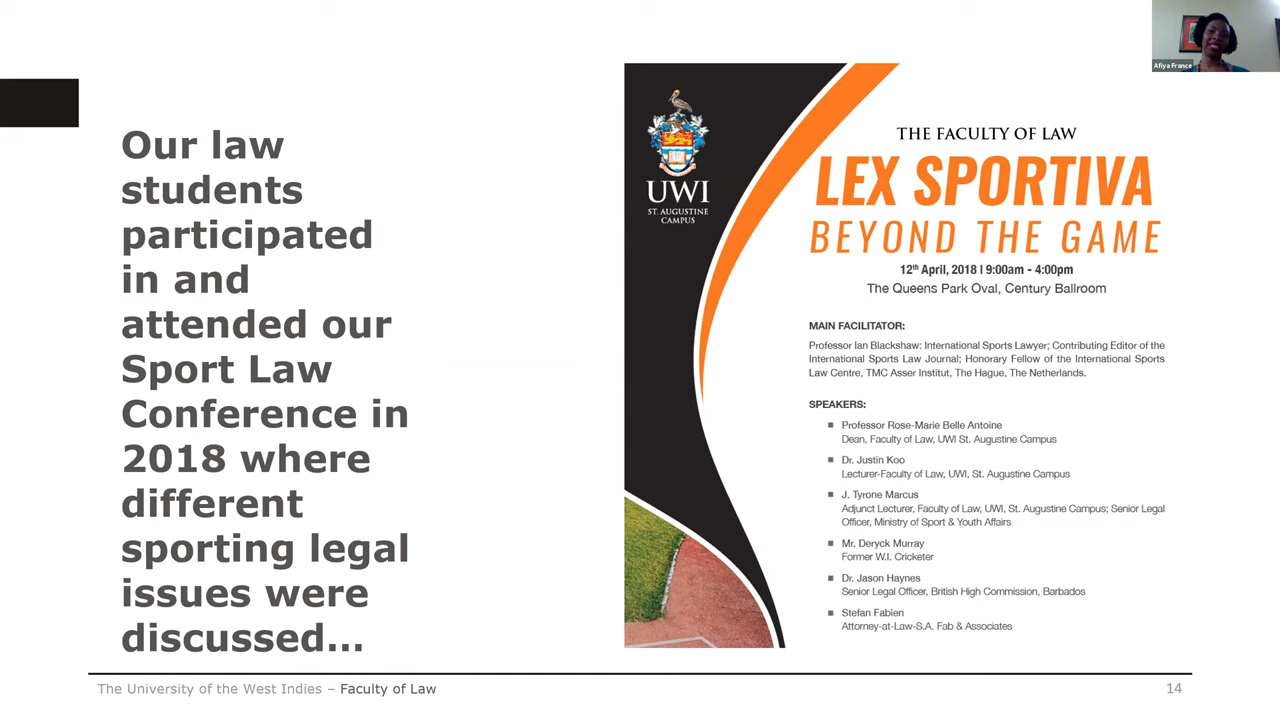 Afiya France
Our law
students
participated
in and
attended our
Sport Law
Conference in
2018 where
different
sporting legal
issues were
discussed...
UWI
ST. AUGUSTINE
CAMPUS
THE FACULTY OF LAW
LEX SPORTIVA
BEYOND THE GAME
12th April, 2018 | 9:00am - 4:00pm
The Queens Park Oval, Century Ballroom
MAIN FACILITATOR:
Professor Ian Blackshaw: International Sports Lawyer; Contributing Editor of the
International Sports Law Journal; Honorary Fellow of the International Sports
Law Centre, TMC Asser Institut, The Hague, The Netherlands.
SPEAKERS:
Professor Rose-Marie Belle Antoine
Dean, Faculty of Law, UWI St. Augustine Campus
Dr. Justin Koo
Lecturer-Faculty of Law, UWI, St. Augustine Campus
J. Tyrone Marcus
Adjunct Lecturer, Faculty of Law, UWI, St. Augustine Campus; Senior Legal
Officer, Ministry of Sport & Youth Affairs
Mr. Deryck Murray
Former W.I. Cricketer
Dr. Jason Haynes
Senior Legal Officer, British High Commission, Barbados
Stefan Fabien
Attorney-at-Law-S.A. Fab & Associates
The University of the West Indies – Faculty of Law
14